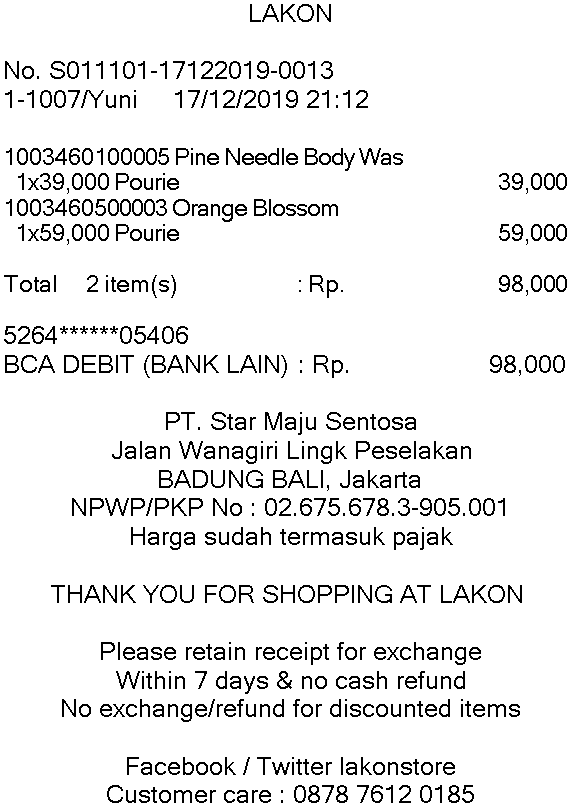 LAKON
No. S011101-17122019-0013
1-1007/Yuni 17/12/2019 21:12
1003460100005 Pine Needle Body Was
1x39,000 Pourie 39,000
1003460500003 Orange Blossom
1x59,000 Pourie 59,000
Total 2 item(s) : Rp. 98,000
5264******05406
BCA DEBIT (BANK LAIN) : Rp. 98,000
PT. Star Maju Sentosa
Jalan Wanagiri Lingk Peselakan
BADUNG BALI, Jakarta
NPWP/PKP No : 02.675.678.3-905.001
Harga sudah termasuk pajak
THANK YOU FOR SHOPPING AT LAKON
Please retain receipt for exchange
Within 7 days & no cash refund
No exchange/refund for discounted items
Facebook / Twitter lakonstore
Customer care : 0878 7612 0185